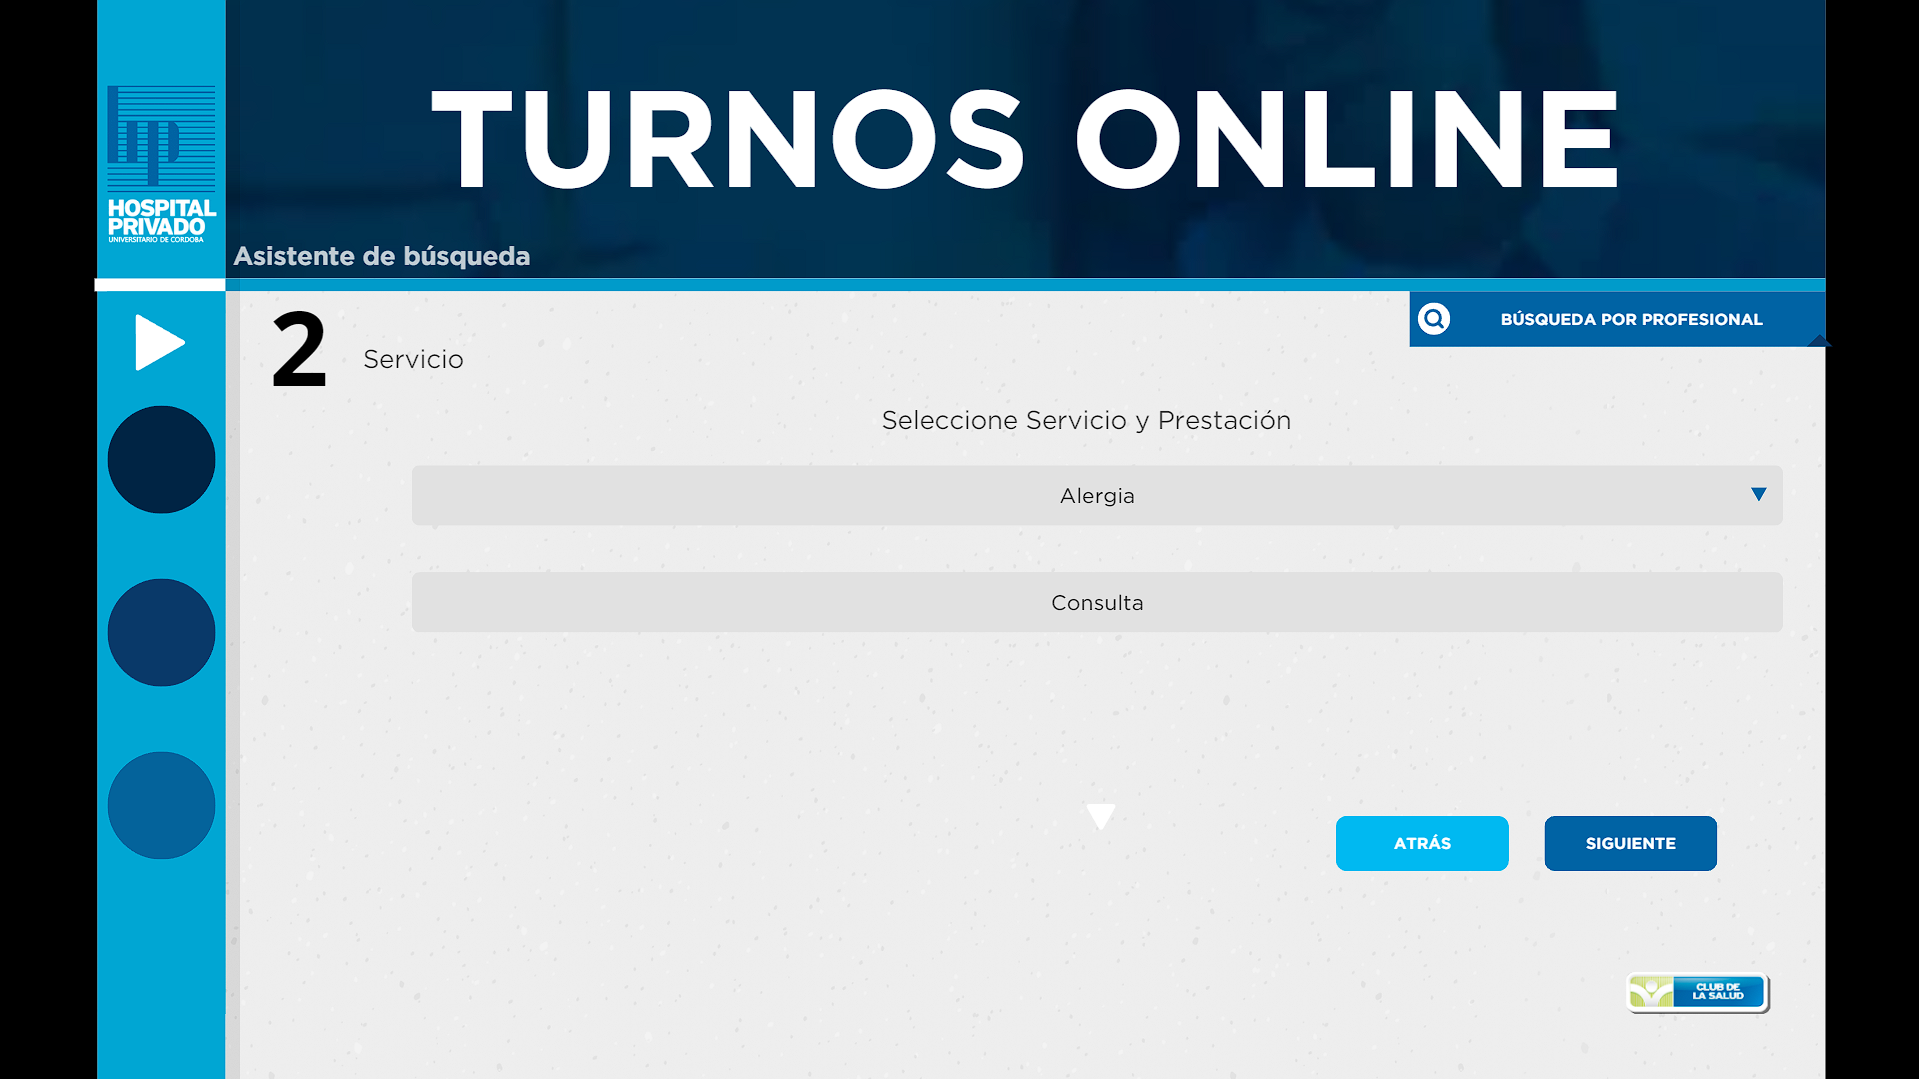 hp
HOSPITAL
PRIVADO
UNIVERSITARIO DE CORDOBA
TURNOS ONLINE
Asistente de búsqueda
BÚSQUEDA POR PROFESIONAL
2
Servicio
Seleccione Servicio y Prestación
Alergia
Consulta
ATRÁS
SIGUIENTE
CLUB DE
LA SALUD